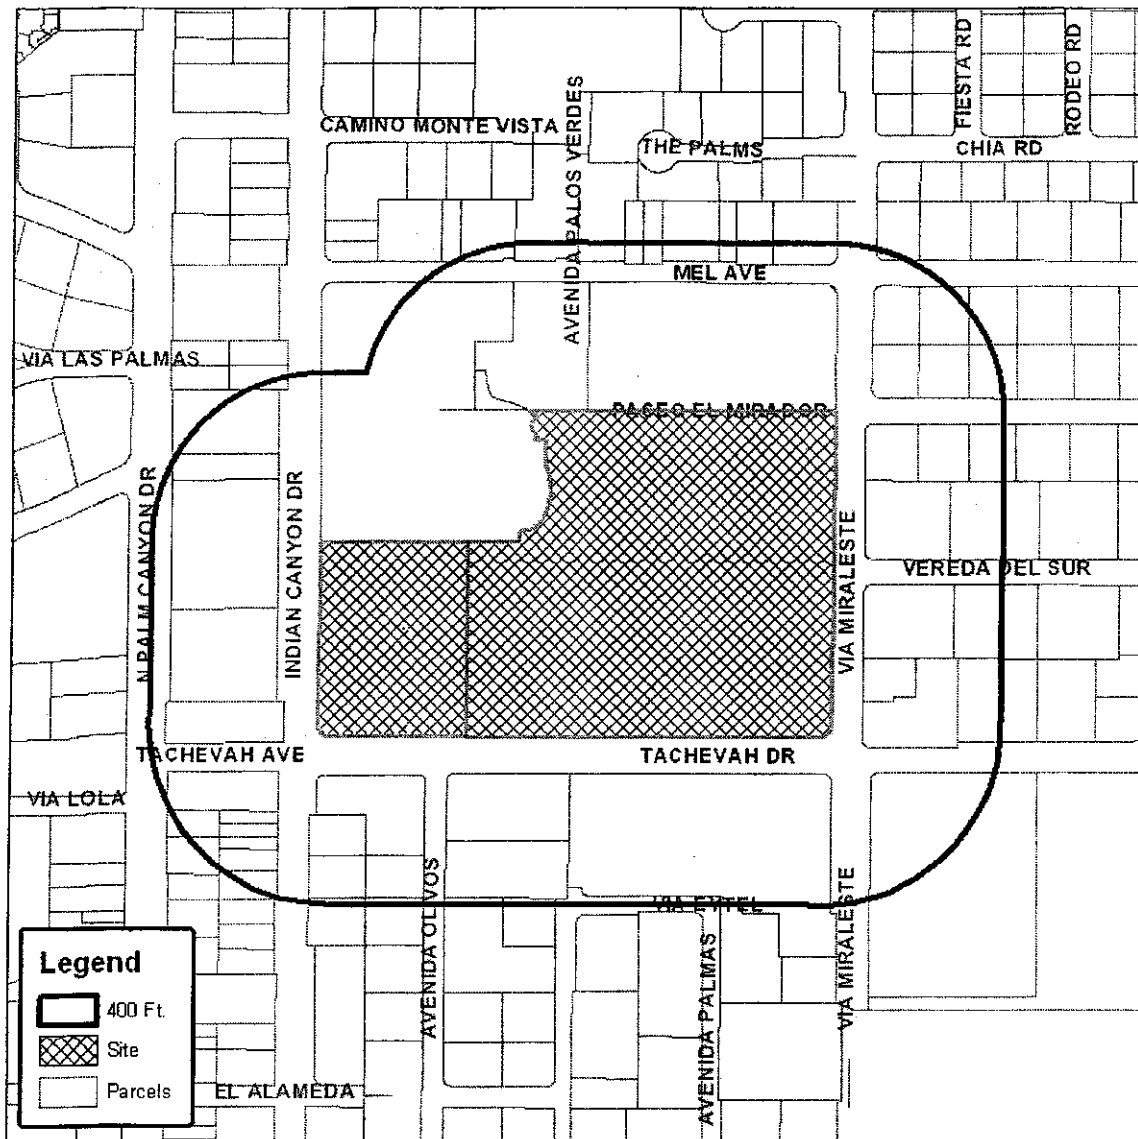 FIESTA RD
RODEO RD
CAMINO MONTE VISTA
AVENIDA PALOS VERDES
THE PALMS
CHIA RD
MEL AVE
VIA LAS PALMAS
PASEO EL MIRADOR
N PALM CANYON DR
INDIAN CANYON DR
VIA MIRALESTE
VEREDA DEL SUR
TACHEVAH AVE
TACHEVAH DR
VIA LOLA
AVENIDA OLIVOS
VIA
AVENIDA PALMAS
VIA MIRALESTE
Legend
400 Ft.
Site
Parcels
EL ALAMEDA